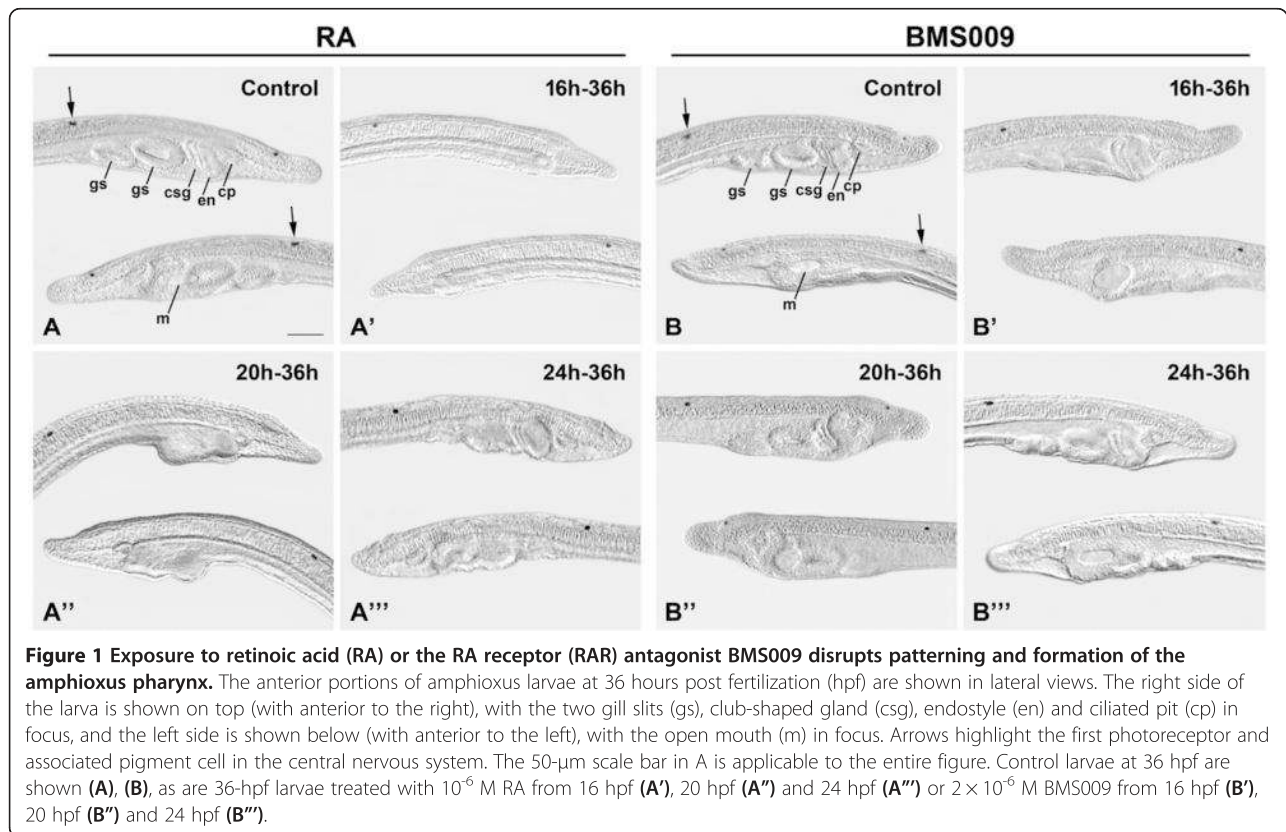 RA
BMS009
Control
gs
gs
csg
en
cp
m
A
16h-36h
A’
Control
gs
gs
csg
en
cp
m
B
16h-36h
B’
20h-36h
A’’
24h-36h
A’’’
20h-36h
B’’
24h-36h
B’’’
Figure 1 Exposure to retinoic acid (RA) or the RA receptor (RAR) antagonist BMS009 disrupts patterning and formation of the
amphioxus pharynx. The anterior portions of amphioxus larvae at 36 hours post fertilization (hpf) are shown in lateral views. The right side of
the larva is shown on top (with anterior to the right), with the two gill slits (gs), club-shaped gland (csg), endostyle (en) and ciliated pit (cp) in
focus, and the left side is shown below (with anterior to the left), with the open mouth (m) in focus. Arrows highlight the first photoreceptor and
associated pigment cell in the central nervous system. The 50-μm scale bar in A is applicable to the entire figure. Control larvae at 36 hpf are
shown (A), (B), as are 36-hpf larvae treated with 10⁻⁶ M RA from 16 hpf (A’), 20 hpf (A’’) and 24 hpf (A’’’) or 2 × 10⁻⁶ M BMS009 from 16 hpf (B’),
20 hpf (B’’) and 24 hpf (B’’’).